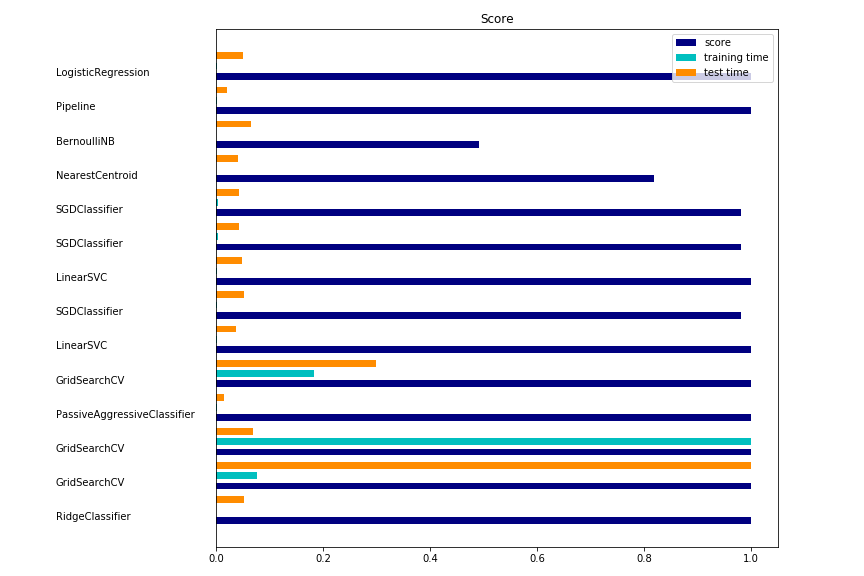 Score
score
training time
test time
LogisticRegression
Pipeline
BernoulliNB
NearestCentroid
SGDClassifier
SGDClassifier
LinearSVC
SGDClassifier
LinearSVC
GridSearchCV
PassiveAggressiveClassifier
GridSearchCV
GridSearchCV
RidgeClassifier
0.0 0.2 0.4 0.6 0.8 1.0